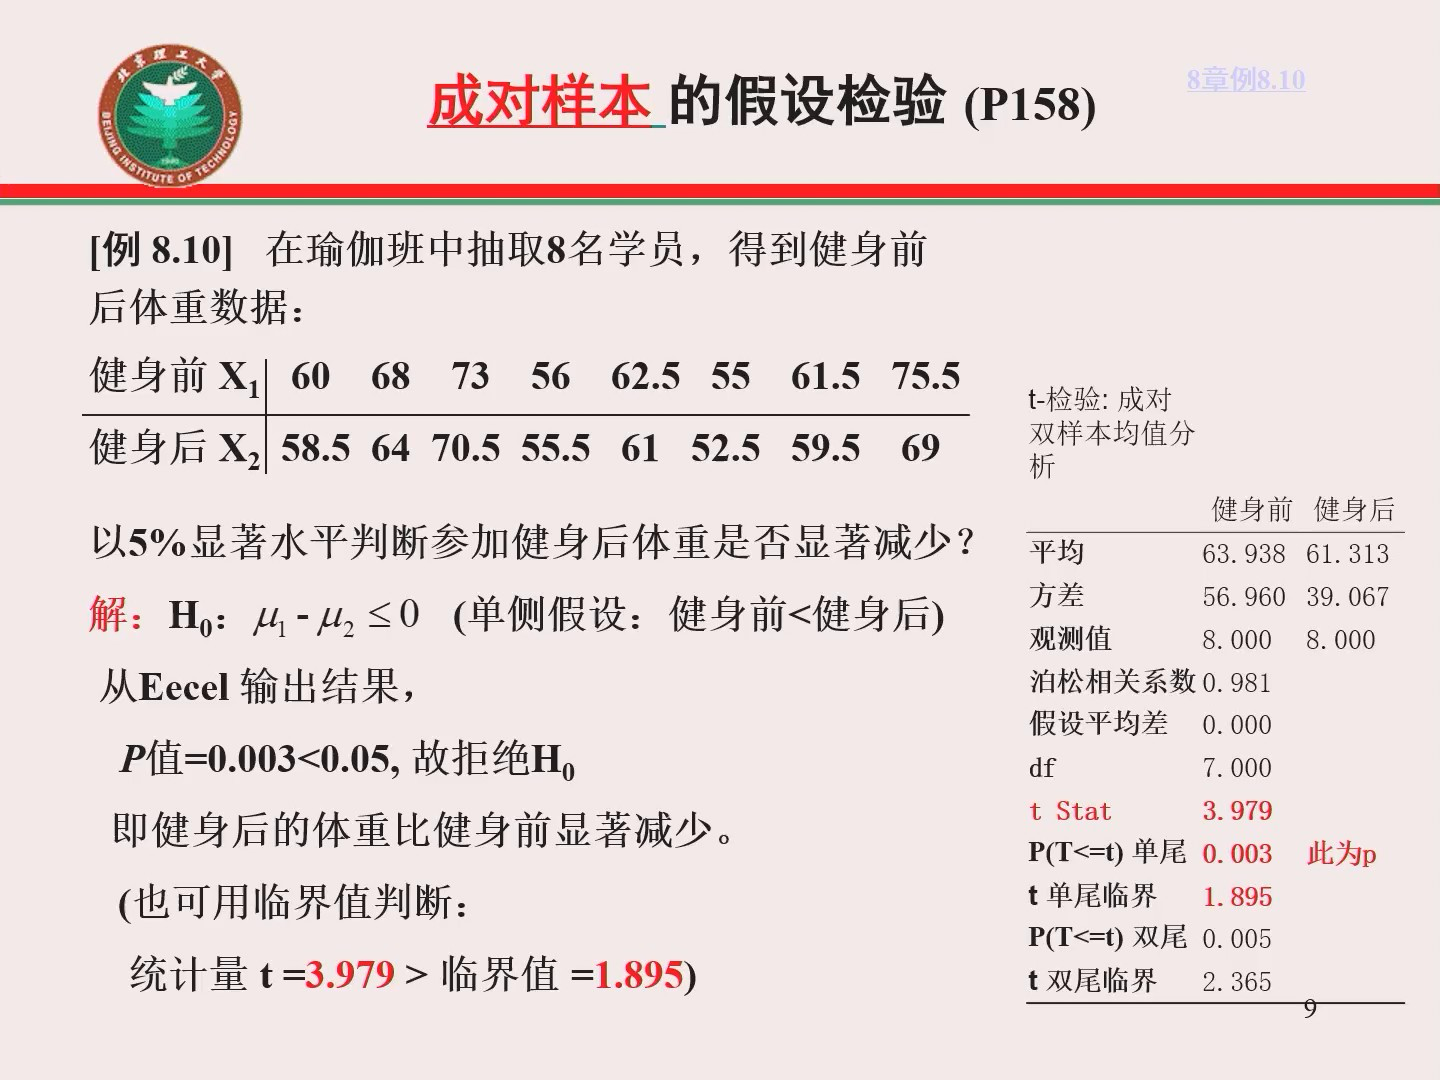 北京理工大学
BEIJING INSTITUTE OF TECHNOLOGY
1940
成对样本 的假设检验 (P158)
8章例8.10
[例 8.10] 在瑜伽班中抽取8名学员，得到健身前
后体重数据：
健身前 X1 60 68 73 56 62.5 55 61.5 75.5
健身后 X2 58.5 64 70.5 55.5 61 52.5 59.5 69
以5%显著水平判断参加健身后体重是否显著减少？
解：H0：μ1 - μ2 ≤ 0 (单侧假设：健身前<健身后)
从Eecel 输出结果，
P值=0.003<0.05, 故拒绝H0
即健身后的体重比健身前显著减少。
(也可用临界值判断：
统计量 t =3.979 > 临界值 =1.895)
t-检验: 成对
双样本均值分
析
健身前 健身后
平均 63.938 61.313
方差 56.960 39.067
观测值 8.000 8.000
泊松相关系数 0.981
假设平均差 0.000
df 7.000
t Stat 3.979
P(T<=t) 单尾 0.003 此为p
t 单尾临界 1.895
P(T<=t) 双尾 0.005
t 双尾临界 2.365
9